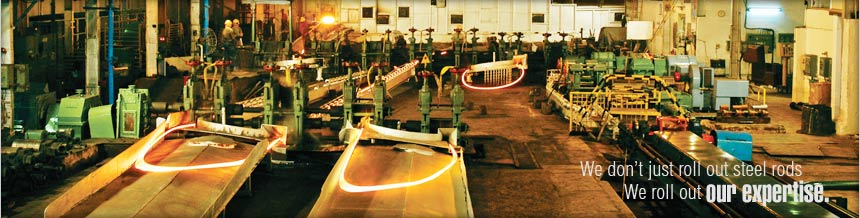 We don't just roll out steel rods
We roll out our expertise.